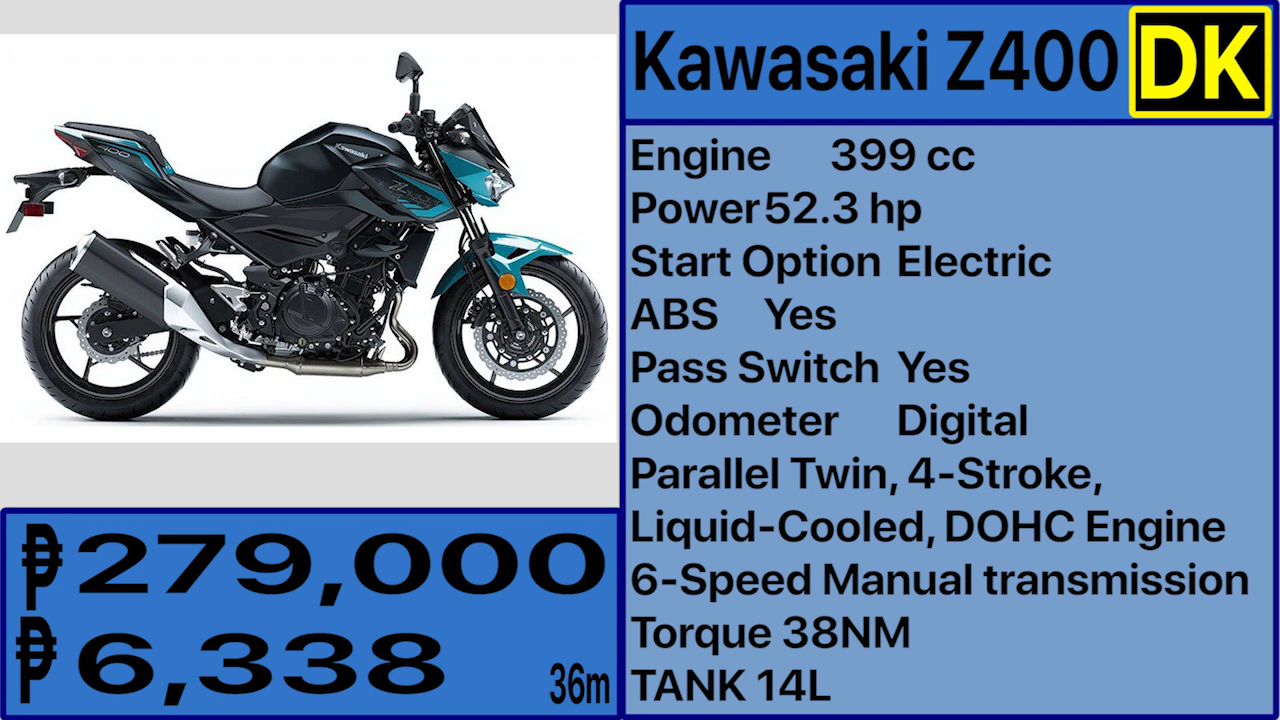 Kawasaki Z400 DK
Engine 399 cc
Power 52.3 hp
Start Option Electric
ABS Yes
Pass Switch Yes
Odometer Digital
Parallel Twin, 4-Stroke,
Liquid-Cooled, DOHC Engine
6-Speed Manual transmission
Torque 38NM
TANK 14L
Kawasaki
400
₱279,000
₱6,338 36m